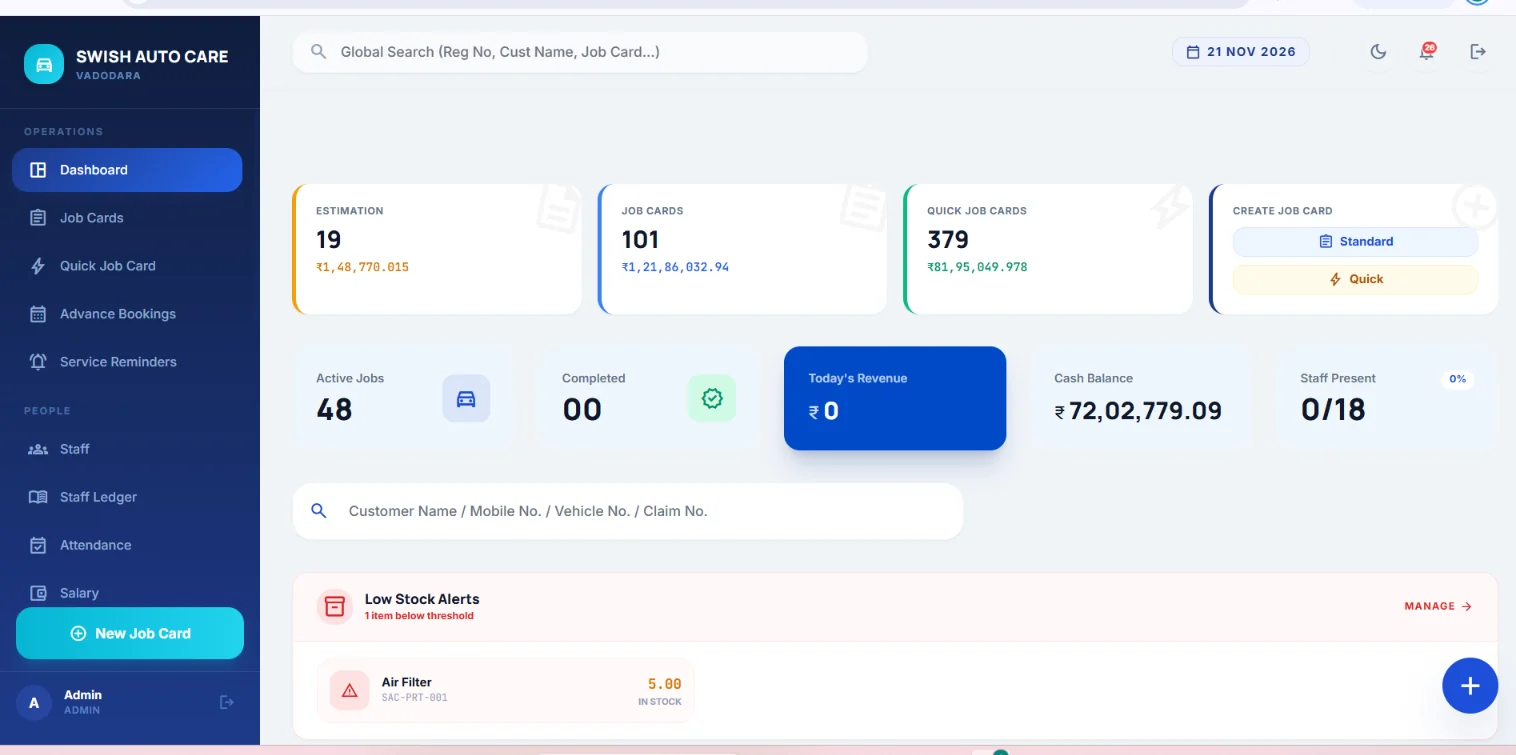 SWISH AUTO CARE
VADODARA
OPERATIONS
Dashboard
Job Cards
Quick Job Card
Advance Bookings
Service Reminders
PEOPLE
Staff
Staff Ledger
Attendance
Salary
New Job Card
A
Admin
ADMIN
Global Search (Reg No, Cust Name, Job Card...)
21 NOV 2026
26
ESTIMATION
19
₹1,48,770.015
JOB CARDS
101
₹1,21,86,032.94
QUICK JOB CARDS
379
₹81,95,049.978
CREATE JOB CARD
Standard
Quick
Active Jobs
48
Completed
00
Today's Revenue
₹ 0
Cash Balance
₹ 72,02,779.09
Staff Present
0%
0/18
Customer Name / Mobile No. / Vehicle No. / Claim No.
Low Stock Alerts
1 item below threshold
MANAGE →
Air Filter
SAC-PRT-001
5.00
IN STOCK